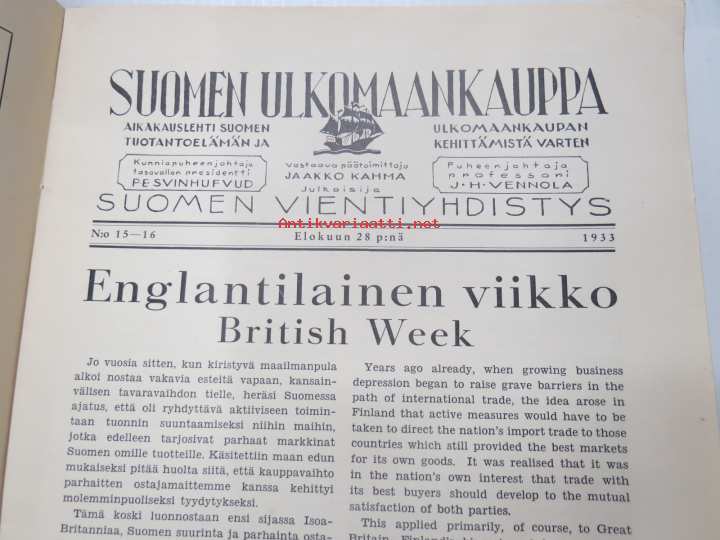 SUOMEN ULKOMAANKAUPPA
AIKAKAUSLEHTI SUOMEN
TUOTANTOELÄMÄN JA
ULKOMAANKAUPAN
KEHITTÄMISTÄ VARTEN
Kunniapuheenjohtaja
tasavallan presidentti
P.E. SVINHUFVUD
vastaava päätoimittaja
JAAKKO KAHMA
Julkaisija
Puheenjohtaja
professori
J.H. VENNOLA
SUOMEN VIENTIYHDISTYS
Antikvariaatti.net
N:o 15—16 Elokuun 28 p:nä 1933
Englantilainen viikko
British Week
Jo vuosia sitten, kun kiristyvä maailmanpula
alkoi nostaa vakavia esteitä vapaan, kansain-
välisen tavaravaihdon tielle, heräsi Suomessa
ajatus, että oli ryhdyttävä aktiiviseen toimin-
taan tuonnin suuntaamiseksi niihin maihin,
jotka edelleen tarjosivat parhaat markkinat
Suomen omille tuotteille. Käsitettiin maan edun
mukaiseksi pitää huolta siitä, että kauppavaihto
parhaitten ostajamaittemme kanssa kehittyi
molemminpuoliseksi tyydytykseksi.
Tämä koski luonnostaan ensi sijassa Isoa-
Britanniaa, Suomen suurinta ja parhainta osta-
Years ago already, when growing business
depression began to raise grave barriers in the
path of international trade, the idea arose in
Finland that active measures would have to be
taken to direct the nation's import trade to those
countries which still provided the best markets
for its own goods. It was realised that it was
in the nation's own interest that trade with
its best buyers should develop to the mutual
satisfaction of both parties.
This applied primarily, of course, to Great